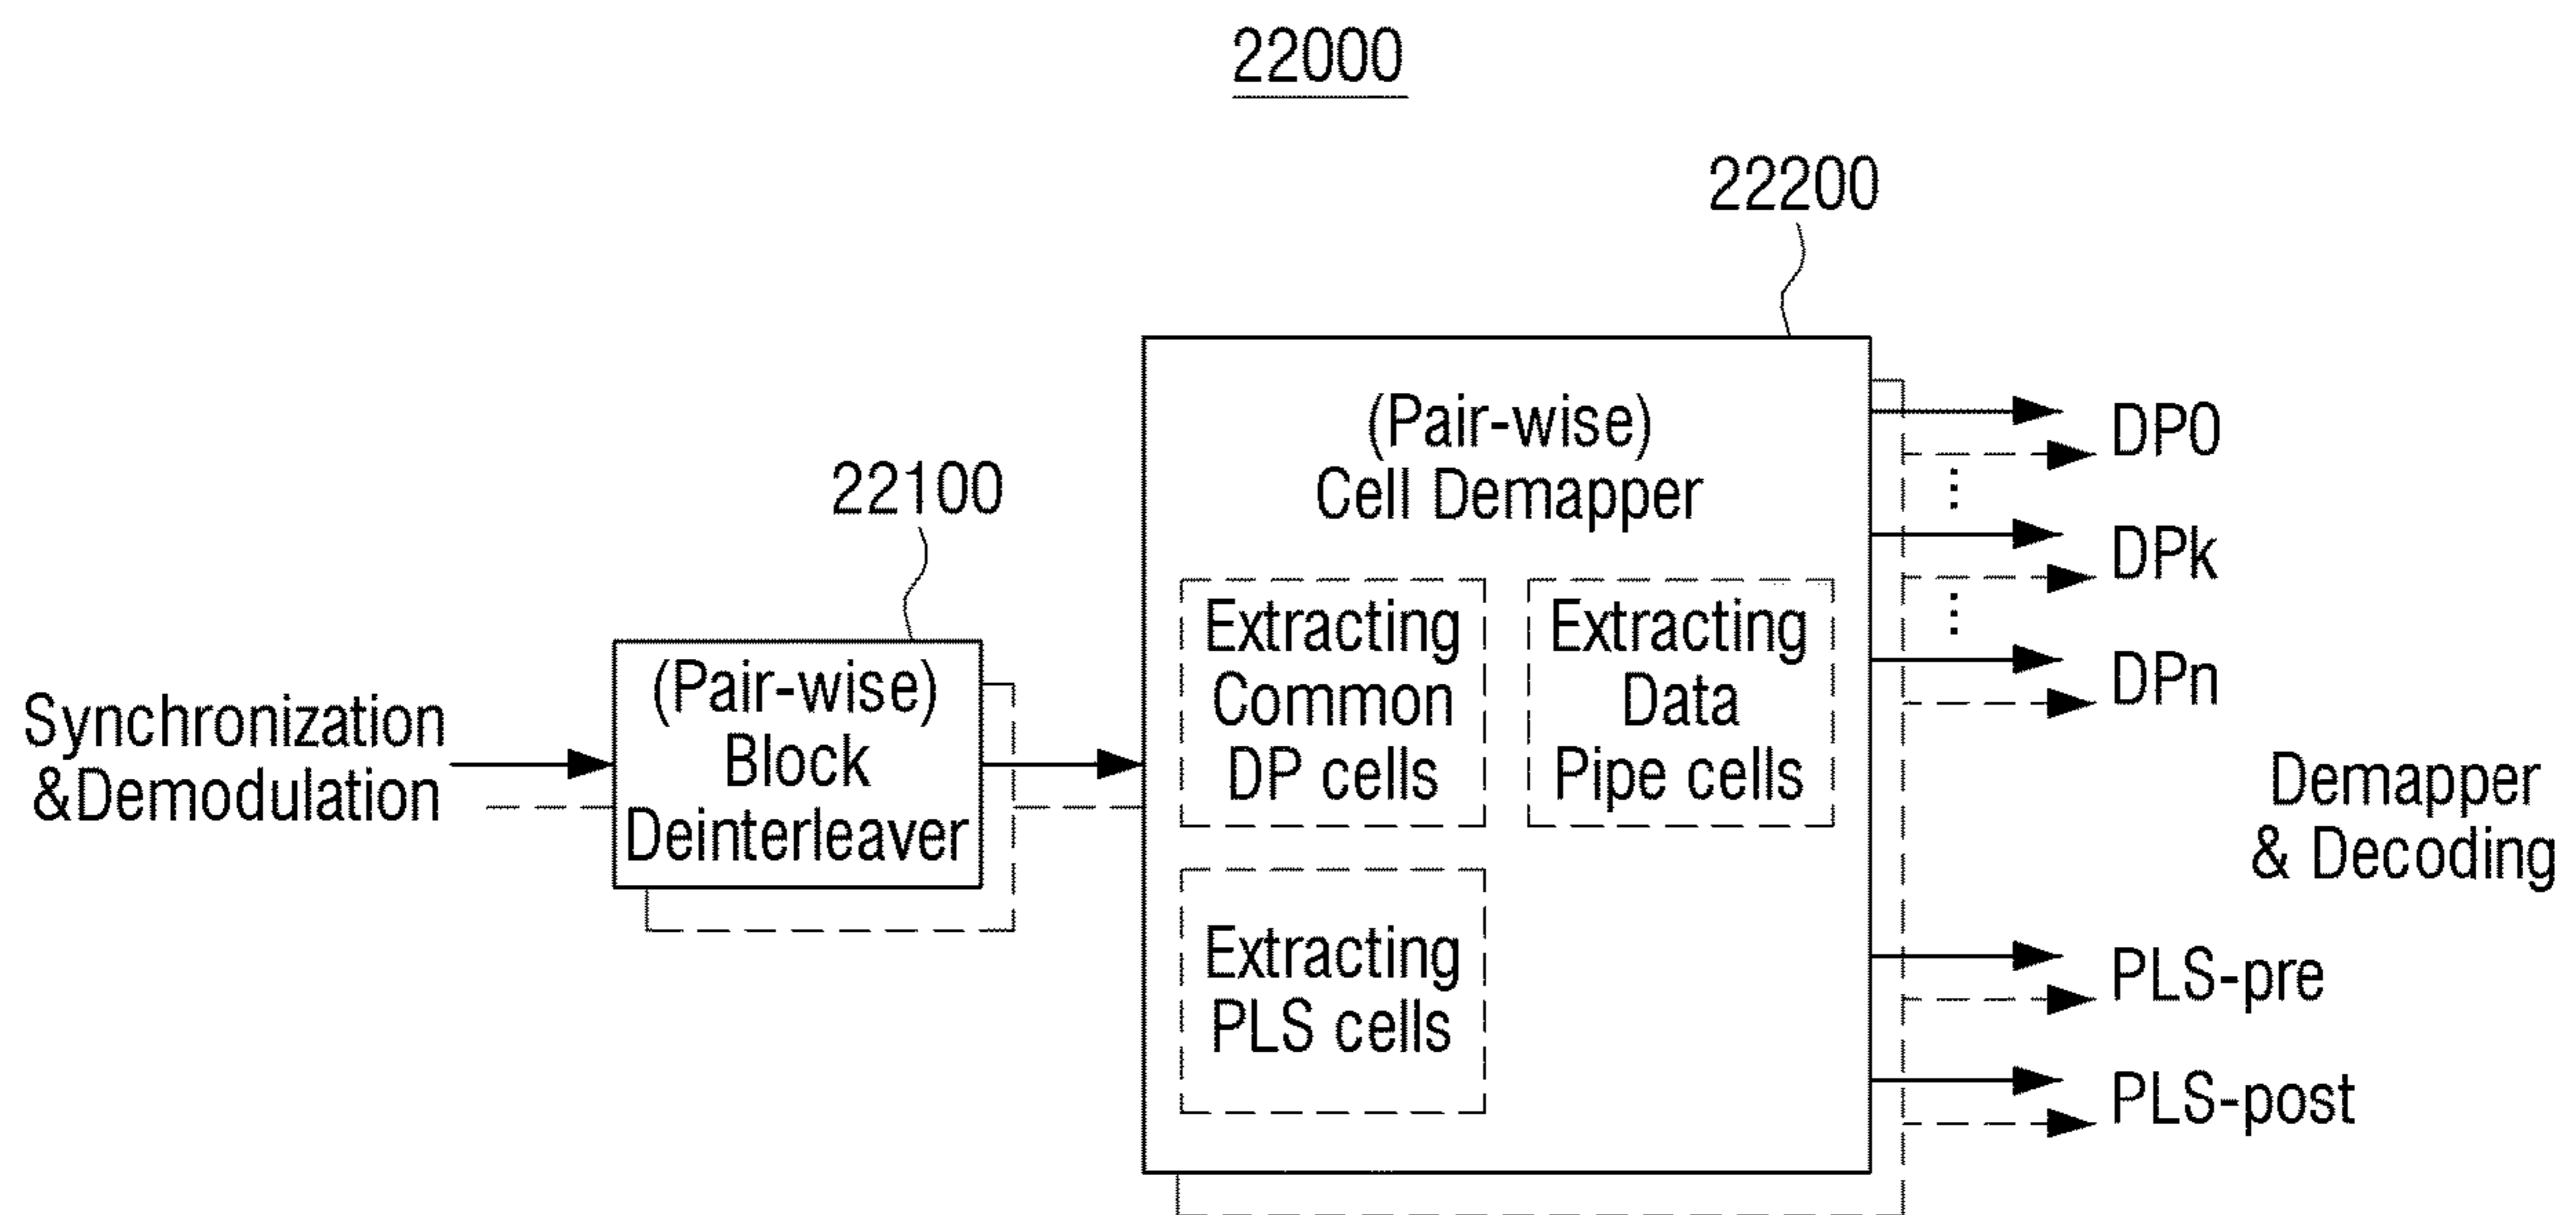 22000
22200
22100
(Pair-wise)
Cell Demapper
Extracting
Common
DP cells
Extracting
Data
Pipe cells
Extracting
PLS cells
Synchronization
&Demodulation
(Pair-wise)
Block
Deinterleaver
DP0
⋮
DPk
⋮
DPn
Demapper
& Decoding
PLS-pre
PLS-post